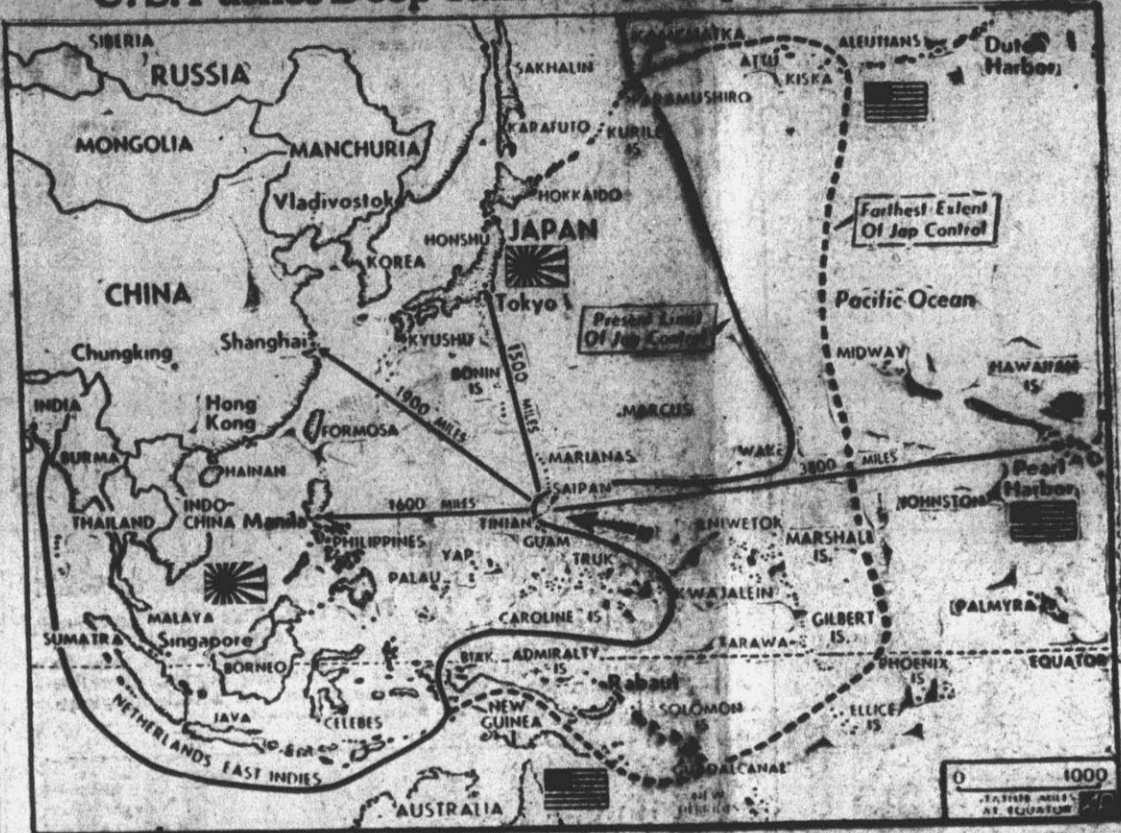 SIBERIA
RUSSIA
MONGOLIA
MANCHURIA
Vladivostok
SAKHALIN
KARAFUTO
KURILE
IS.
ALEUTIANS
Dutch
Harbor
ATTU
KISKA
HOKKAIDO
HONSHU
JAPAN
KOREA
Tokyo
KYUSHU
Farthest Extent
Of Jap Control
Present Limit
Of Jap Control
Pacific Ocean
CHINA
Shanghai
Chungking
BONIN
IS
1500 MILES
1900 MILES
MIDWAY
HAWAIIAN
IS.
INDIA
Hong
Kong
FORMOSA
MARCUS
BURMA
HAINAN
MARIANAS
WAKE
3800 MILES
Pearl
Harbor
SAIPAN
1600 MILES
THAILAND
INDO-
CHINA
Manila
TINIAN
GUAM
ENIWETOK
JOHNSTON
PHILIPPINES
YAP
TRUK
MARSHALL
IS.
PALAU
KWAJALEIN
MALAYA
CAROLINE IS
GILBERT
IS.
PALMYRA
SUMATRA
Singapore
TARAWA
BORNEO
BIAK
ADMIRALTY
IS
PHOENIX
IS
EQUATOR
Rabaul
NEW
GUINEA
SOLOMON
IS
ELLICE
IS
JAVA
CELEBES
NETHERLANDS EAST INDIES
GUADALCANAL
AUSTRALIA
0 1000
AT EQUATOR